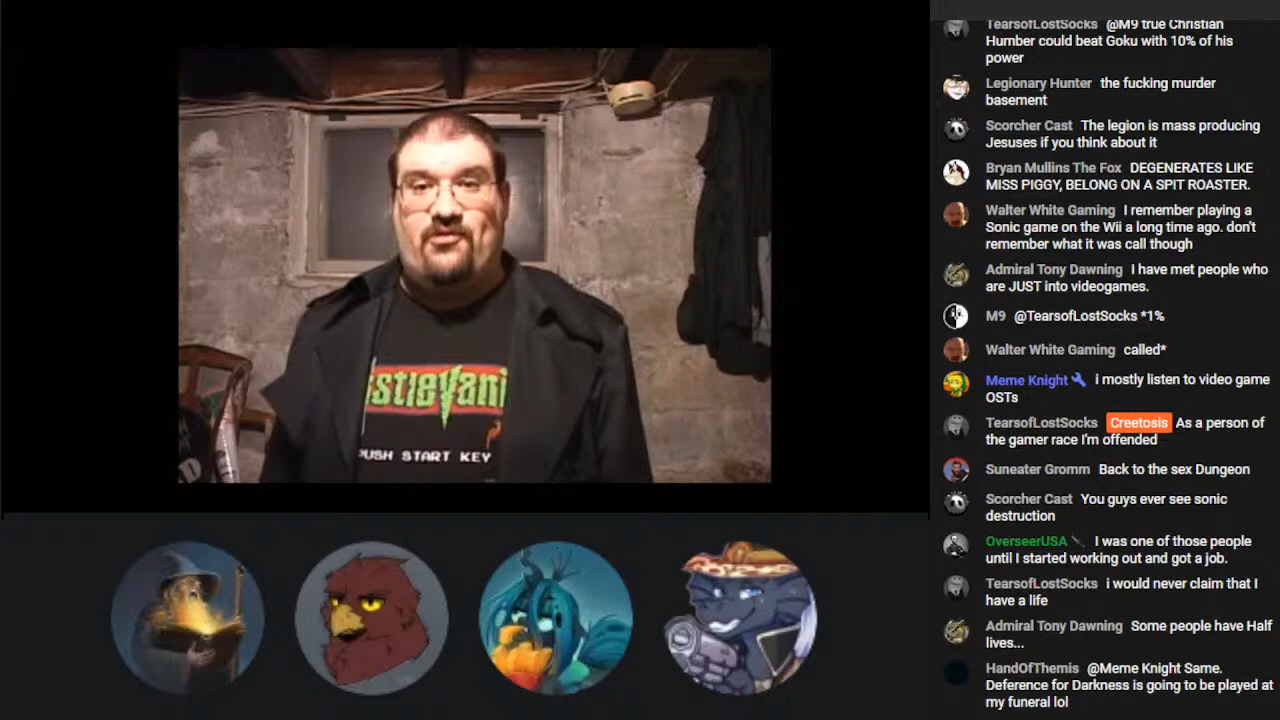 stlevani
PUSH START KEY
TearsofLostSocks @M9 true Christian
Humber could beat Goku with 10% of his
power
Legionary Hunter the fucking murder
basement
Scorcher Cast The legion is mass producing
Jesuses if you think about it
Bryan Mullins The Fox DEGENERATES LIKE
MISS PIGGY, BELONG ON A SPIT ROASTER.
Walter White Gaming I remember playing a
Sonic game on the Wii a long time ago. don't
remember what it was call though
Admiral Tony Dawning I have met people who
are JUST into videogames.
M9 @TearsofLostSocks *1%
Walter White Gaming called*
Meme Knight i mostly listen to video game
OSTs
TearsofLostSocks Creetosis As a person of
the gamer race I'm offended
Suneater Gromm Back to the sex Dungeon
Scorcher Cast You guys ever see sonic
destruction
OverseerUSA I was one of those people
until I started working out and got a job.
TearsofLostSocks i would never claim that I
have a life
Admiral Tony Dawning Some people have Half
lives...
HandOfThemis @Meme Knight Same.
Deference for Darkness is going to be played at
my funeral lol